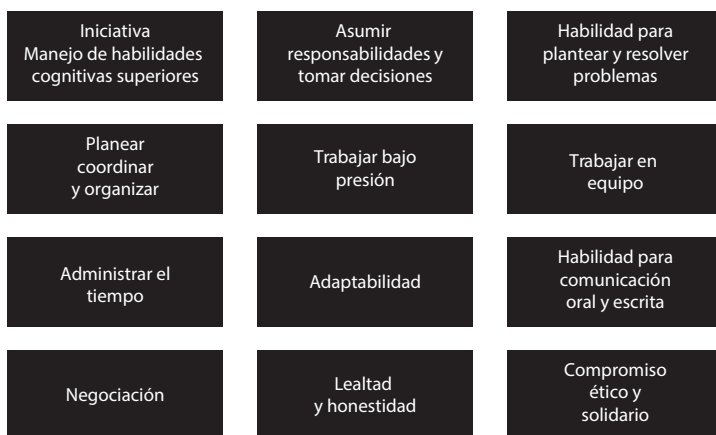 Iniciativa
Manejo de habilidades
cognitivas superiores
Asumir
responsabilidades y
tomar decisiones
Habilidad para
plantear y resolver
problemas
Planear
coordinar
y organizar
Trabajar bajo
presión
Trabajar en
equipo
Administrar el
tiempo
Adaptabilidad
Habilidad para
comunicación
oral y escrita
Negociación
Lealtad
y honestidad
Compromiso
ético y
solidario